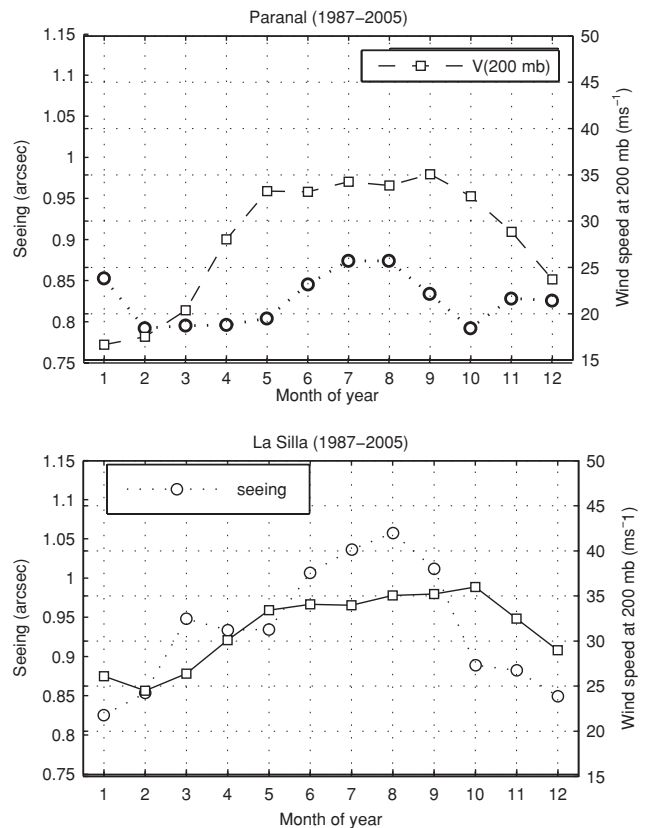 Paranal (1987−2005)
1.15
1.1
1.05
1
0.95
0.9
0.85
0.8
0.75
Seeing (arcsec)
V(200 mb)
50
45
40
35
30
25
20
15
Wind speed at 200 mb (ms−1)
1 2 3 4 5 6 7 8 9 10 11 12
Month of year
La Silla (1987−2005)
1.15
1.1
1.05
1
0.95
0.9
0.85
0.8
0.75
Seeing (arcsec)
seeing
50
45
40
35
30
25
20
15
Wind speed at 200 mb (ms−1)
1 2 3 4 5 6 7 8 9 10 11 12
Month of year